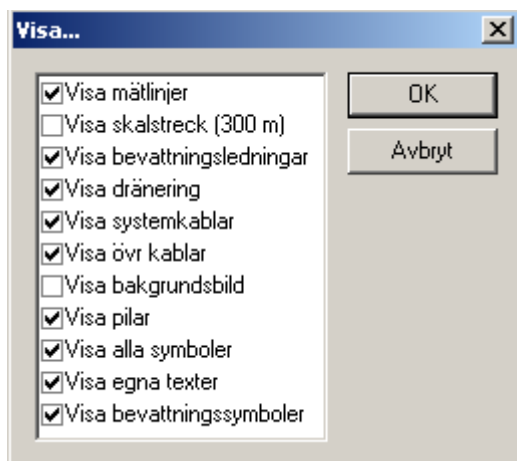 Visa...
Visa mätlinjer
Visa skalstreck (300 m)
Visa bevattningsledningar
Visa dränering
Visa systemkablar
Visa övr kablar
Visa bakgrundsbild
Visa pilar
Visa alla symboler
Visa egna texter
Visa bevattningssymboler
OK
Avbryt